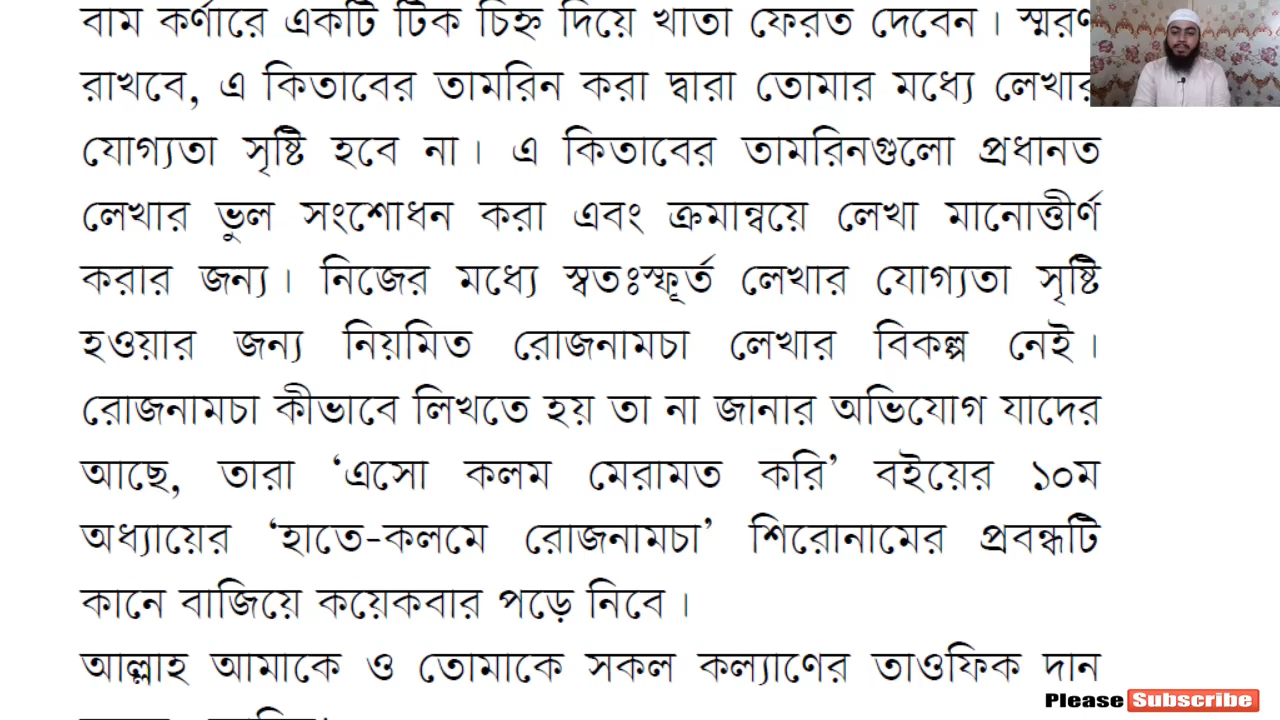 বাম কর্ণারে একটি টিক চিহ্ন দিয়ে খাতা ফেরত দেবেন। স্মরণ
রাখবে, এ কিতাবের তামরিন করা দ্বারা তোমার মধ্যে লেখার
যোগ্যতা সৃষ্টি হবে না। এ কিতাবের তামরিনগুলো প্রধানত
লেখার ভুল সংশোধন করা এবং ক্রমান্বয়ে লেখা মানোত্তীর্ণ
করার জন্য। নিজের মধ্যে স্বতঃস্ফূর্ত লেখার যোগ্যতা সৃষ্টি
হওয়ার জন্য নিয়মিত রোজনামচা লেখার বিকল্প নেই।
রোজনামচা কীভাবে লিখতে হয় তা না জানার অভিযোগ যাদের
আছে, তারা ‘এসো কলম মেরামত করি’ বইয়ের ১০ম
অধ্যায়ের ‘হাতে-কলমে রোজনামচা’ শিরোনামের প্রবন্ধটি
কানে বাজিয়ে কয়েকবার পড়ে নিবে।
আল্লাহ আমাকে ও তোমাকে সকল কল্যাণের তাওফিক দান
Please Subscribe